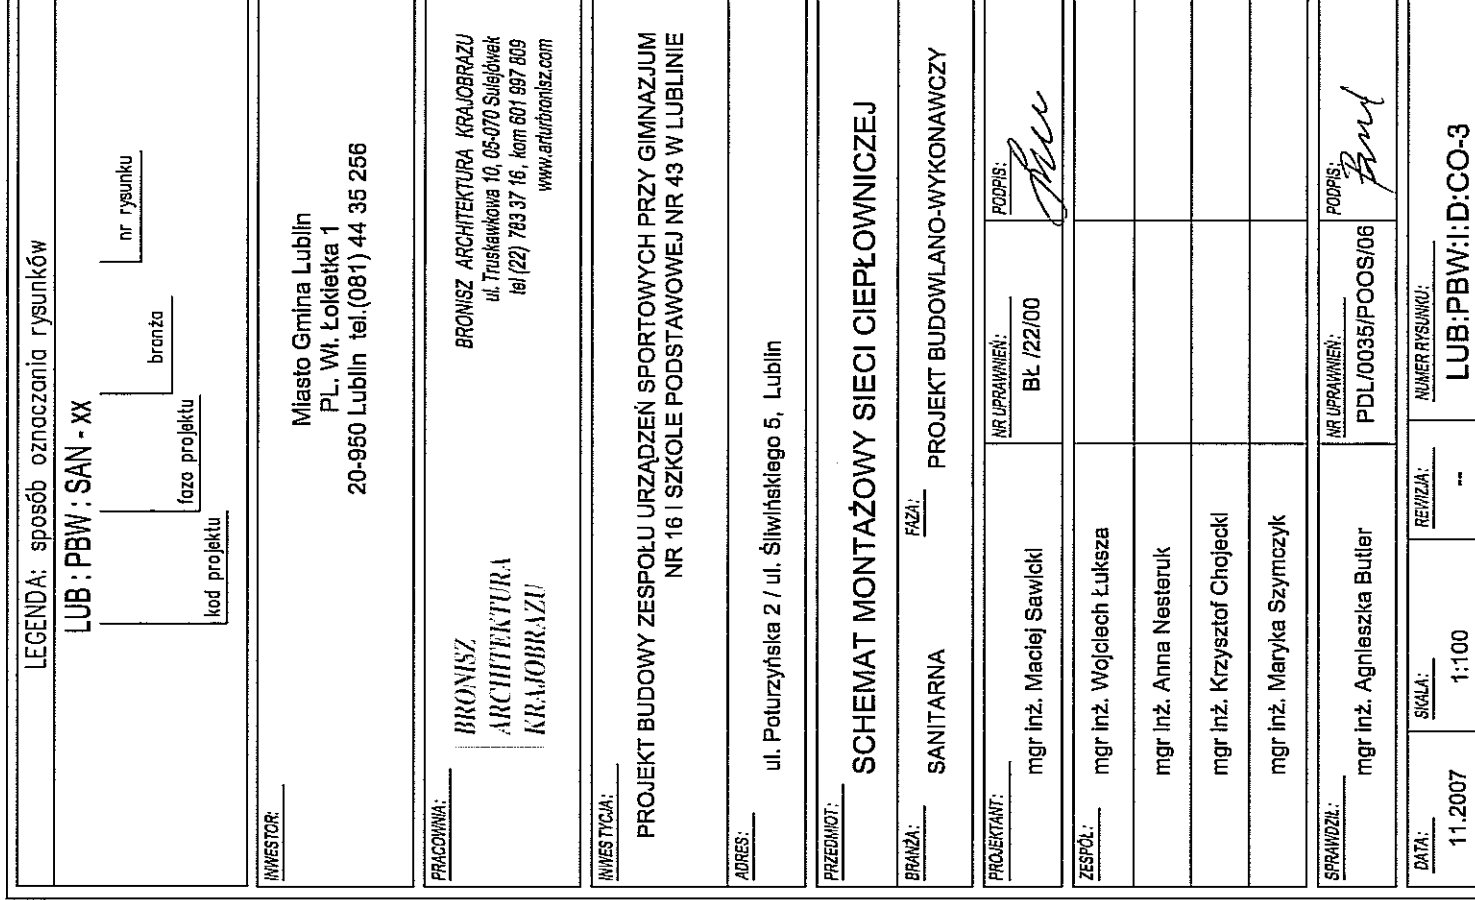 LEGENDA: sposób oznaczania rysunków
LUB : PBW : SAN - XX
nr rysunku
branża
faza projektu
kod projektu
INWESTOR:
Miasto Gmina Lublin
PL. Wł. Łokietka 1
20-950 Lublin tel.(081) 44 35 256
PRACOWNIA:
BRONISZ
ARCHITEKTURA
KRAJOBRAZU
BRONISZ ARCHITEKTURA KRAJOBRAZU
ul. Truskawkowa 10, 05-070 Sulejówek
tel (22) 783 37 16, kom 601 997 809
www.arturbronisz.com
INWESTYCJA:
PROJEKT BUDOWY ZESPOŁU URZĄDZEŃ SPORTOWYCH PRZY GIMNAZJUM
NR 16 I SZKOLE PODSTAWOWEJ NR 43 W LUBLINIE
ADRES:
ul. Poturzyńska 2 / ul. Śliwińskiego 5, Lublin
PRZEDMIOT:
SCHEMAT MONTAŻOWY SIECI CIEPŁOWNICZEJ
BRANŻA:
SANITARNA
FAZA:
PROJEKT BUDOWLANO-WYKONAWCZY
PROJEKTANT:
mgr inż. Maciej Sawicki
NR UPRAWNIEŃ:
BŁ /22/00
PODPIS:
ZESPÓŁ:
mgr inż. Wojciech Łuksza
mgr inż. Anna Nesteruk
mgr inż. Krzysztof Chojecki
mgr inż. Maryka Szymczyk
SPRAWDZIŁ:
mgr inż. Agnieszka Butler
NR UPRAWNIEŃ:
PDL/0035/POOS/06
PODPIS:
DATA:
11.2007
SKALA:
1:100
REWIZJA:
--
NUMER RYSUNKU:
LUB:PBW:I:D:CO-3